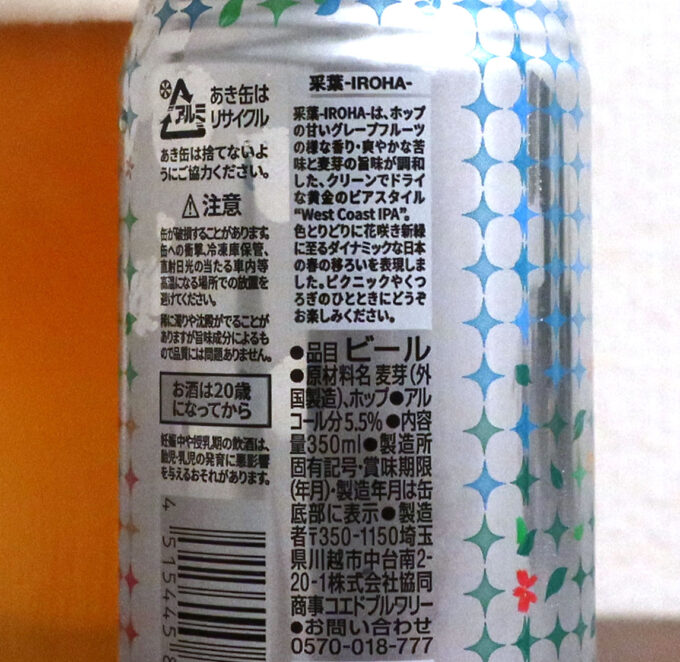 あき缶は
リサイクル
アルミ
あき缶は捨てないよ
うにご協力ください。
注意
缶が破損することがあります。
缶への衝撃、冷凍庫保管、
直射日光の当たる車内等
高温になる場所での放置を
避けてください。
稀に濁りや沈殿がでることが
ありますが旨味成分によるも
ので品質には問題ありません。
お酒は20歳
になってから
妊娠中や授乳期の飲酒は、
胎児・乳児の発育に悪影響
を与えるおそれがあります。
4 515445 8
采葉-IROHA-
采葉-IROHA-は、ホップ
の甘いグレープフルーツ
の様な香り・爽やかな苦
味と麦芽の旨味が調和
した、クリーンでドライ
な黄金のビアスタイル
“West Coast IPA”。
色とりどりに花咲き新緑
に至るダイナミックな日本
の春の移ろいを表現しま
した。ピクニックやくつ
ろぎのひとときにどうぞ
お楽しみください。
●品目 ビール
●原材料名 麦芽(外
国製造)、ホップ●アル
コール分5.5%●内容
量350ml●製造所
固有記号・賞味期限
(年月)・製造年月は缶
底部に表示●製造
者〒350-1150埼玉
県川越市中台南2-
20-1株式会社協同
商事コエドブルワリー
●お問い合わせ
0570-018-777